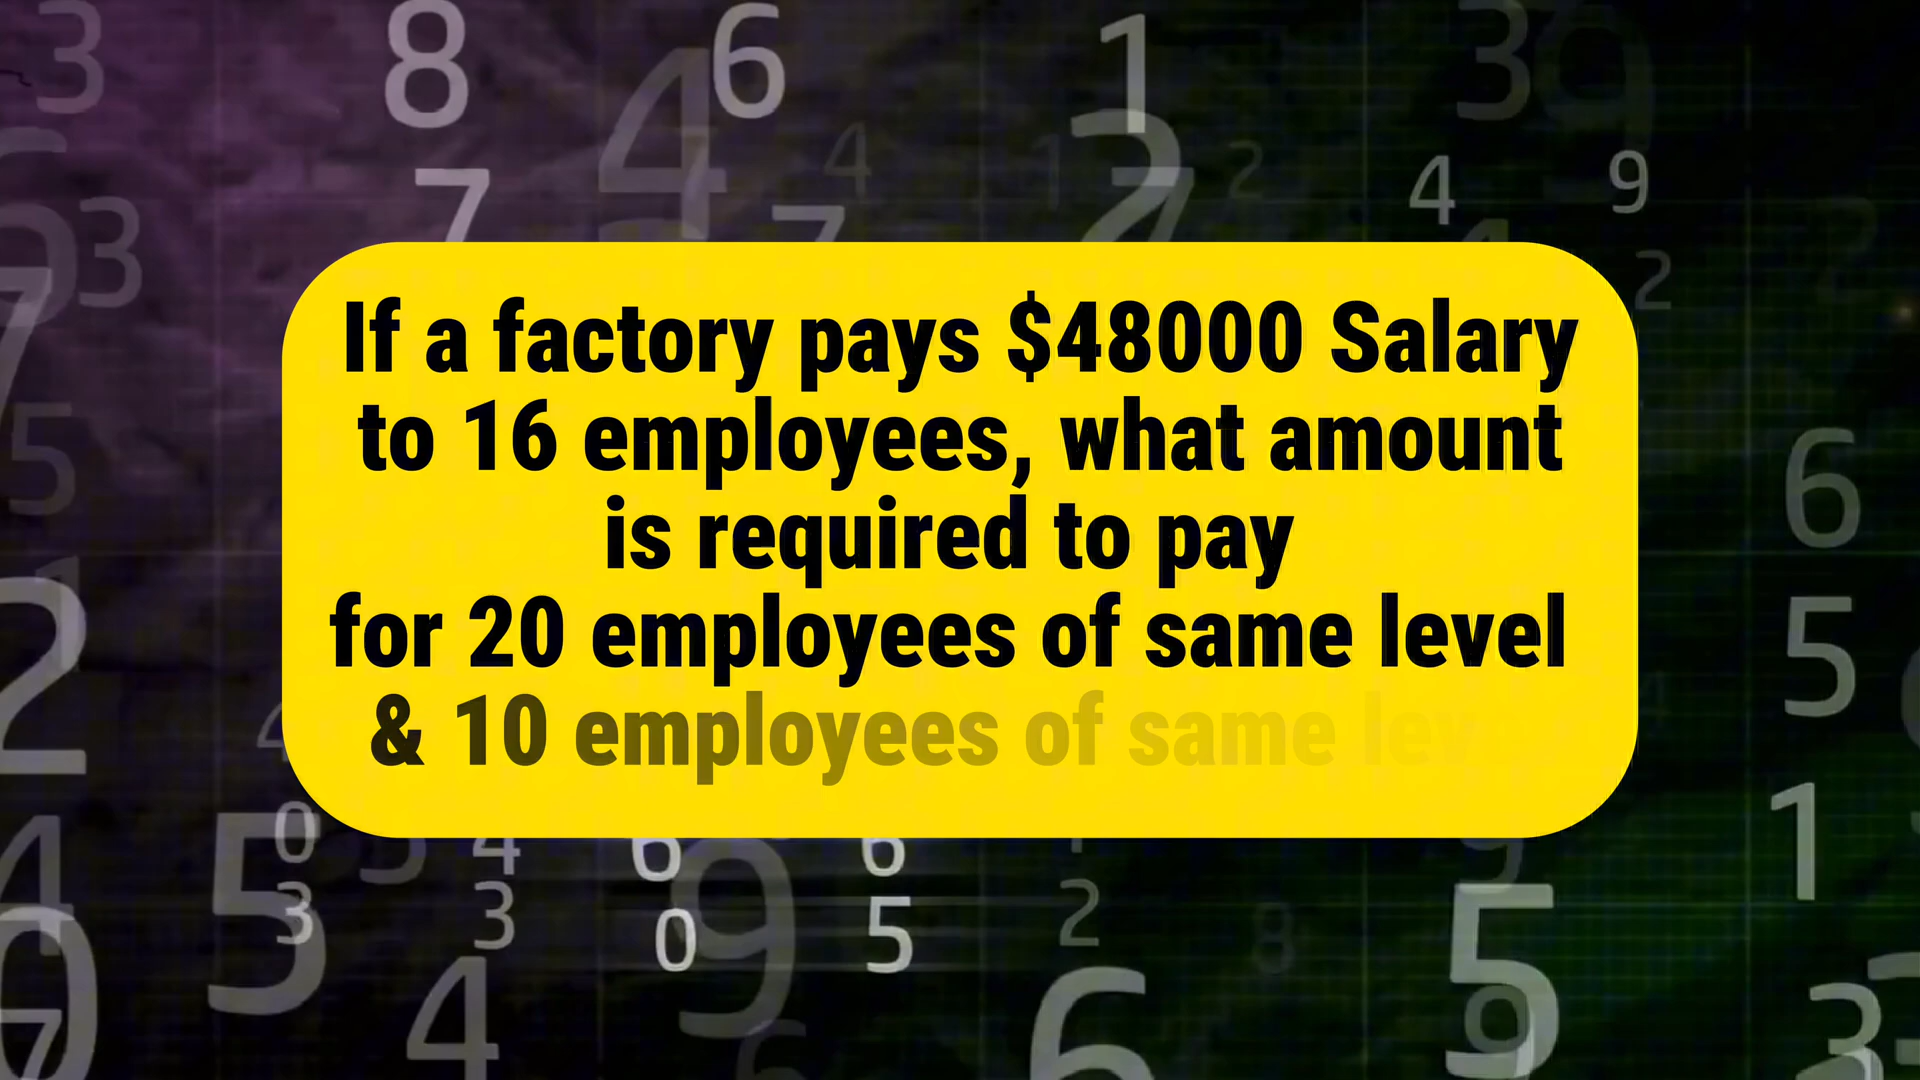 If a factory pays $48000 Salary
to 16 employees, what amount
is required to pay
for 20 employees of same level
& 10 employees of same